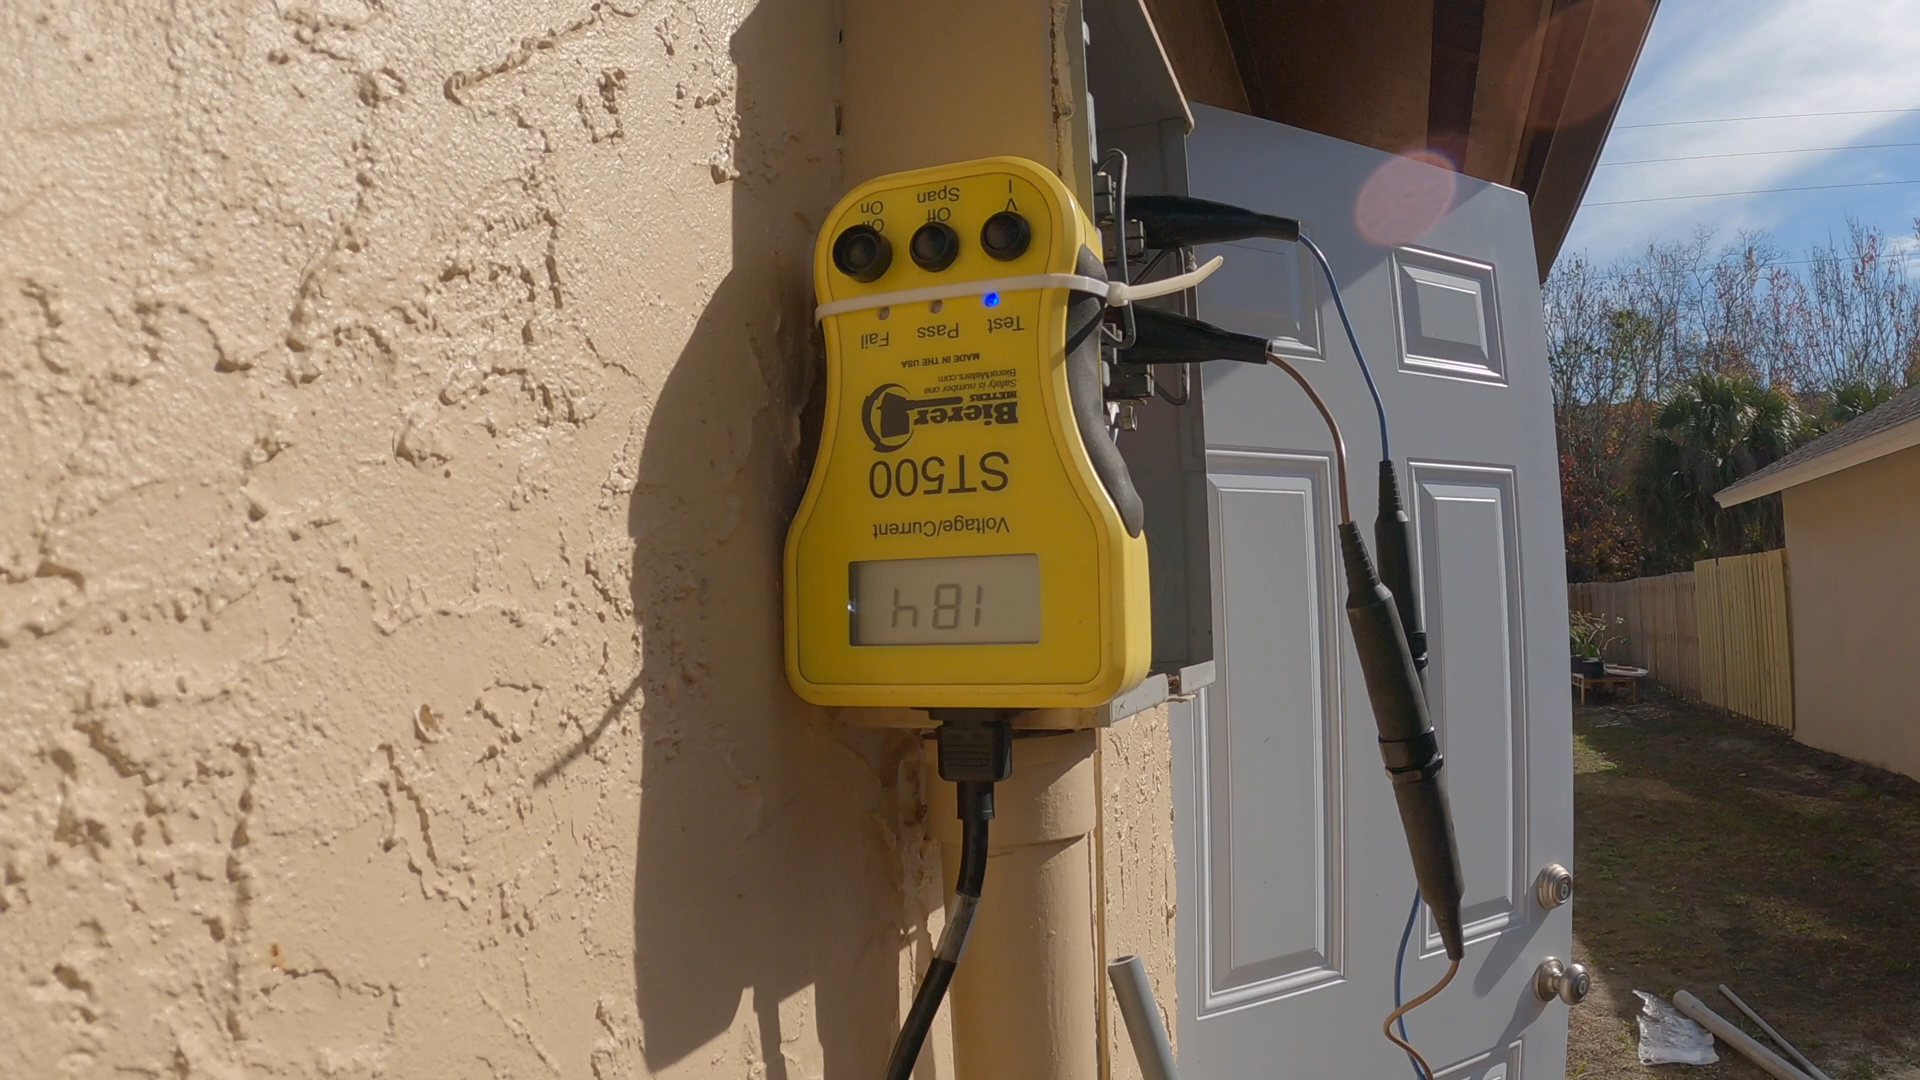 184
Voltage/Current
ST500
Bierer
METERS
Safety is number one
BiererMeters.com
MADE IN THE USA
Test Pass Fail
V Off Off
I Span On